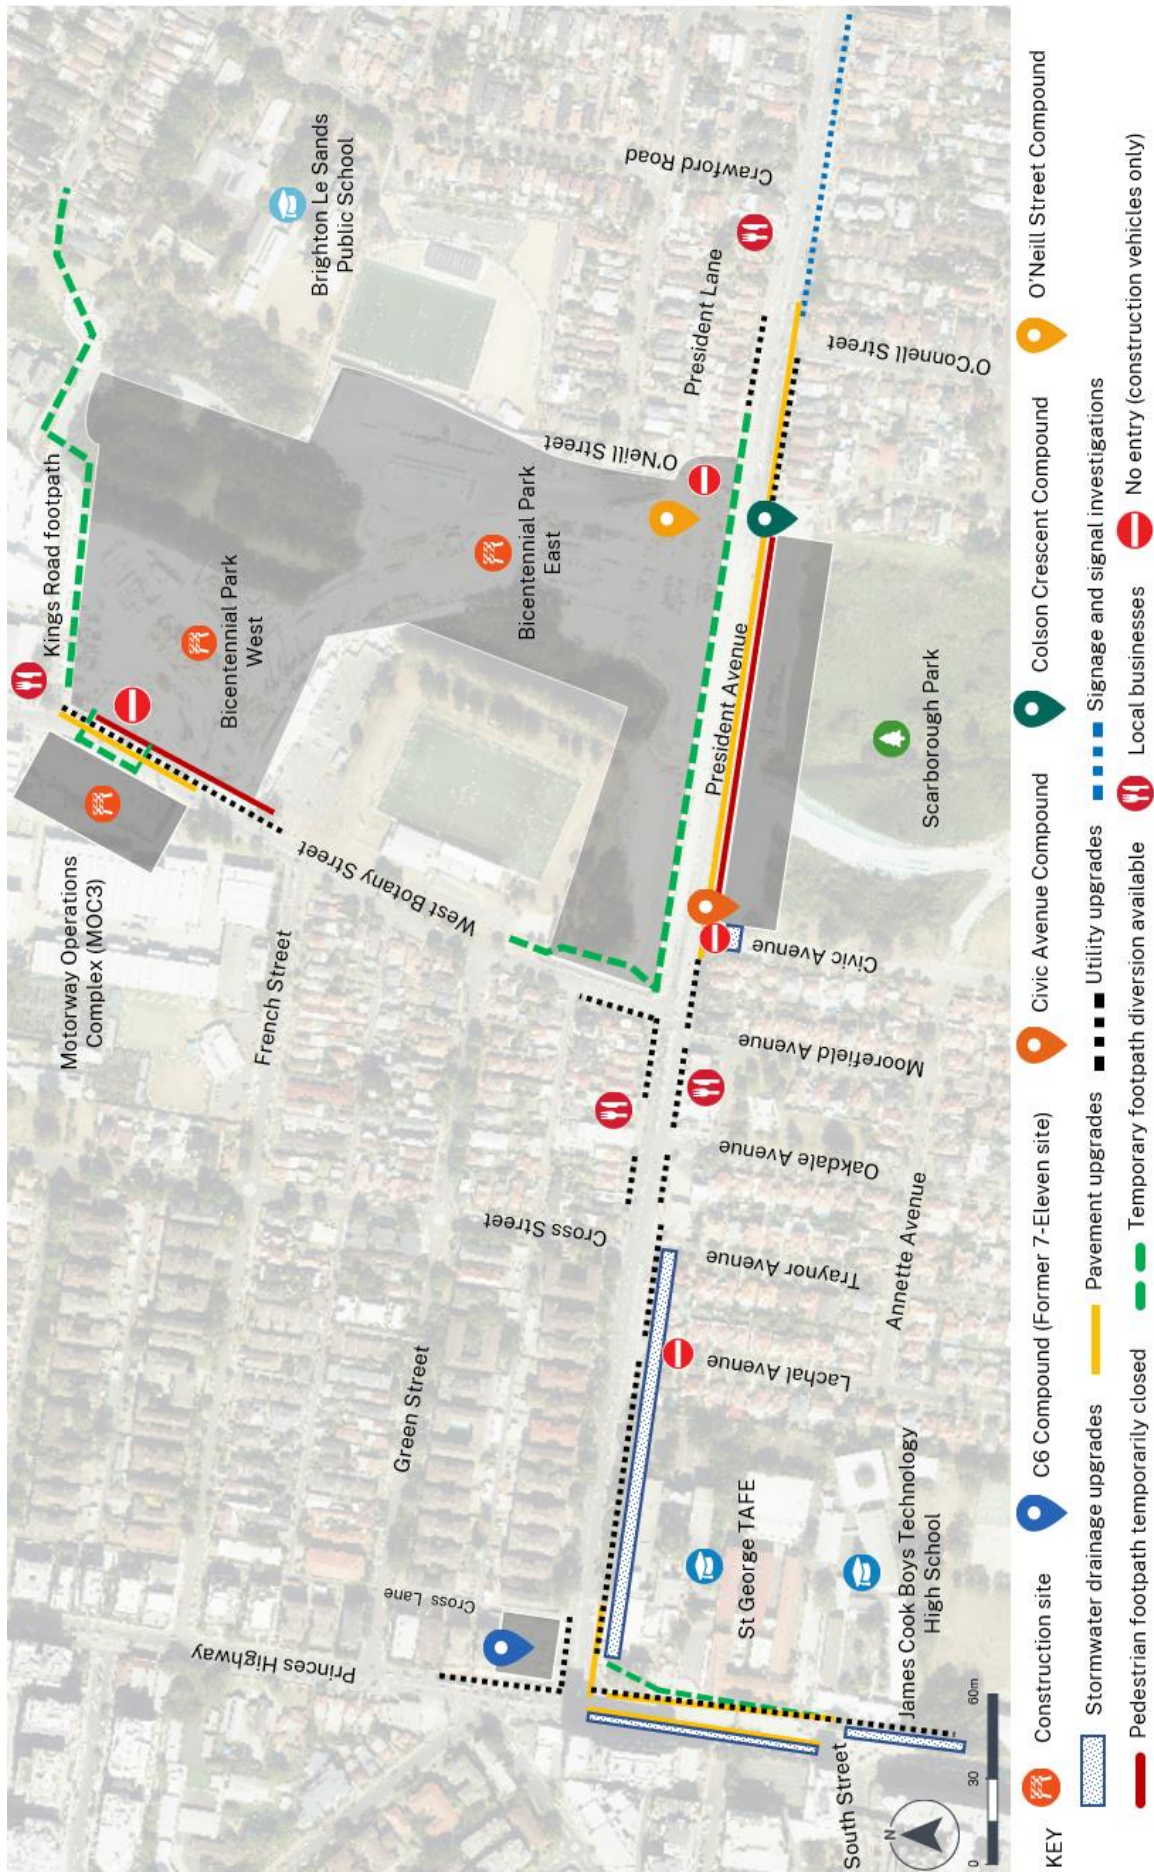 Kings Road footpath
Motorway Operations
Complex (MOC3)
Bicentennial Park
West
Brighton Le Sands
Public School
West Botany Street
French Street
Bicentennial Park
East
O'Neill Street
President Lane
Crawford Road
Princes Highway
Cross Lane
Green Street
Cross Street
President Avenue
O'Connell Street
St George TAFE
Lachal Avenue
Traynor Avenue
Oakdale Avenue
Moorefield Avenue
Civic Avenue
Scarborough Park
Annette Avenue
James Cook Boys Technology
High School
South Street
N
0 30 60m
KEY
Construction site
C6 Compound (Former 7-Eleven site)
Civic Avenue Compound
Colson Crescent Compound
O'Neill Street Compound
Stormwater drainage upgrades
Pavement upgrades
Utility upgrades
Signage and signal investigations
Pedestrian footpath temporarily closed
Temporary footpath diversion available
Local businesses
No entry (construction vehicles only)